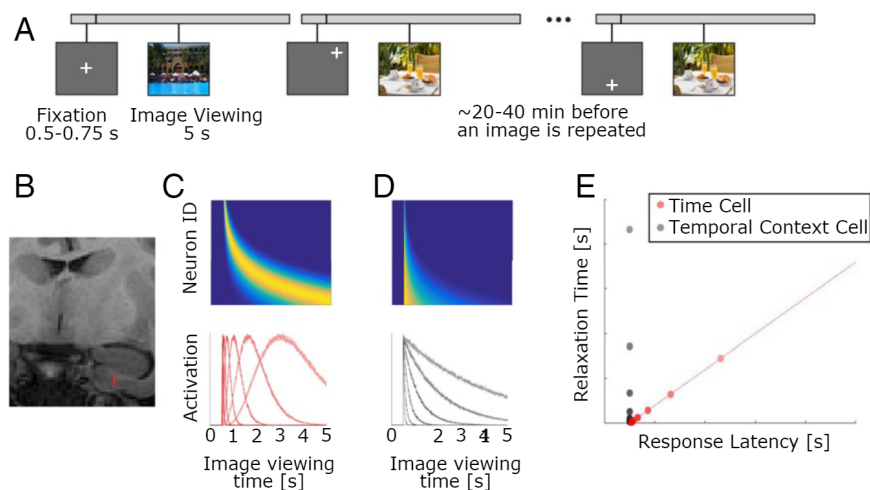 A
Fixation
0.5-0.75 s
Image Viewing
5 s
~20-40 min before
an image is repeated
B
C
Neuron ID
Activation
0 1 2 3 4 5
Image viewing
time [s]
D
0 1 2 3 4 5
Image viewing
time [s]
E
Time Cell
Temporal Context Cell
Relaxation Time [s]
Response Latency [s]